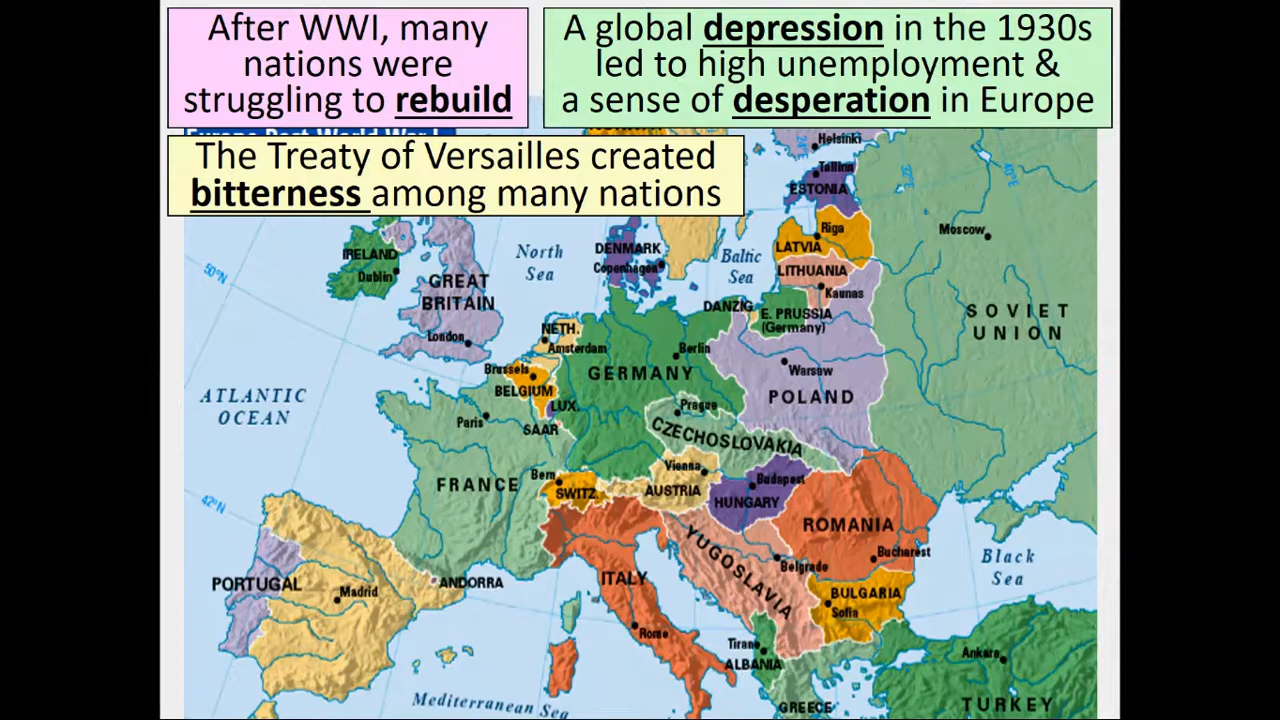 After WWI, many
nations were
struggling to rebuild
A global depression in the 1930s
led to high unemployment &
a sense of desperation in Europe
The Treaty of Versailles created
bitterness among many nations
Helsinki
Tallinn
ESTONIA
Riga
LATVIA
LITHUANIA
Kaunas
Moscow
SOVIET
UNION
40°E
50°N
42°N
IRELAND
Dublin
GREAT
BRITAIN
London
North
Sea
DENMARK
Copenhagen
Baltic
Sea
DANZIG
E. PRUSSIA
(Germany)
NETH.
Amsterdam
Berlin
GERMANY
Warsaw
POLAND
Brussels
BELGIUM
LUX.
SAAR
ATLANTIC
OCEAN
Paris
FRANCE
Prague
CZECHOSLOVAKIA
Vienna
AUSTRIA
Bern
SWITZ.
Budapest
HUNGARY
ROMANIA
Bucharest
YUGOSLAVIA
Belgrade
Black
Sea
BULGARIA
Sofia
PORTUGAL
Madrid
ANDORRA
ITALY
Rome
Tirane
ALBANIA
GREECE
Ankara
TURKEY
Mediterranean Sea